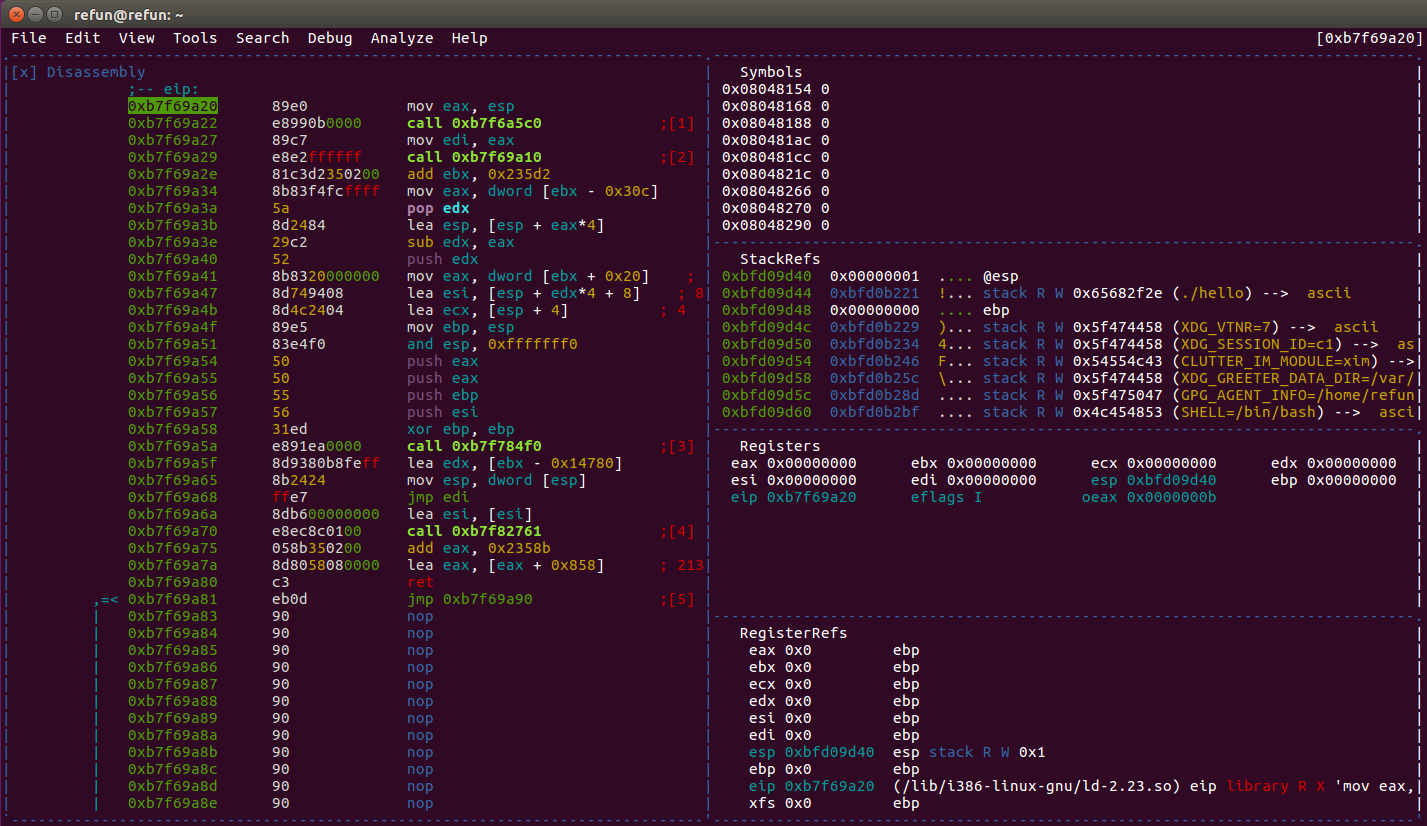 refun@refun: ~
File Edit View Tools Search Debug Analyze Help [0xb7f69a20]
[x] Disassembly
;-- eip:
0xb7f69a20 89e0 mov eax, esp
0xb7f69a22 e8990b0000 call 0xb7f6a5c0 ;[1]
0xb7f69a27 89c7 mov edi, eax
0xb7f69a29 e8e2ffffff call 0xb7f69a10 ;[2]
0xb7f69a2e 81c3d2350200 add ebx, 0x235d2
0xb7f69a34 8b83f4fcffff mov eax, dword [ebx - 0x30c]
0xb7f69a3a 5a pop edx
0xb7f69a3b 8d2484 lea esp, [esp + eax*4]
0xb7f69a3e 29c2 sub edx, eax
0xb7f69a40 52 push edx
0xb7f69a41 8b8320000000 mov eax, dword [ebx + 0x20] ;
0xb7f69a47 8d749408 lea esi, [esp + edx*4 + 8] ; 8
0xb7f69a4b 8d4c2404 lea ecx, [esp + 4] ; 4
0xb7f69a4f 89e5 mov ebp, esp
0xb7f69a51 83e4f0 and esp, 0xfffffff0
0xb7f69a54 50 push eax
0xb7f69a55 50 push eax
0xb7f69a56 55 push ebp
0xb7f69a57 56 push esi
0xb7f69a58 31ed xor ebp, ebp
0xb7f69a5a e891ea0000 call 0xb7f784f0 ;[3]
0xb7f69a5f 8d9380b8feff lea edx, [ebx - 0x14780]
0xb7f69a65 8b2424 mov esp, dword [esp]
0xb7f69a68 ffe7 jmp edi
0xb7f69a6a 8db600000000 lea esi, [esi]
0xb7f69a70 e8ec8c0100 call 0xb7f82761 ;[4]
0xb7f69a75 058b350200 add eax, 0x2358b
0xb7f69a7a 8d8058080000 lea eax, [eax + 0x858] ; 213
0xb7f69a80 c3 ret
,=< 0xb7f69a81 eb0d jmp 0xb7f69a90 ;[5]
| 0xb7f69a83 90 nop
| 0xb7f69a84 90 nop
| 0xb7f69a85 90 nop
| 0xb7f69a86 90 nop
| 0xb7f69a87 90 nop
| 0xb7f69a88 90 nop
| 0xb7f69a89 90 nop
| 0xb7f69a8a 90 nop
| 0xb7f69a8b 90 nop
| 0xb7f69a8c 90 nop
| 0xb7f69a8d 90 nop
| 0xb7f69a8e 90 nop
Symbols
0x08048154 0
0x08048168 0
0x08048188 0
0x080481ac 0
0x080481cc 0
0x0804821c 0
0x08048266 0
0x08048270 0
0x08048290 0
StackRefs
0xbfd09d40 0x00000001 .... @esp
0xbfd09d44 0xbfd0b221 !... stack R W 0x65682f2e (./hello) --> ascii
0xbfd09d48 0x00000000 .... ebp
0xbfd09d4c 0xbfd0b229 )... stack R W 0x5f474458 (XDG_VTNR=7) --> ascii
0xbfd09d50 0xbfd0b234 4... stack R W 0x5f474458 (XDG_SESSION_ID=c1) --> as
0xbfd09d54 0xbfd0b246 F... stack R W 0x54554c43 (CLUTTER_IM_MODULE=xim) -->
0xbfd09d58 0xbfd0b25c \... stack R W 0x5f474458 (XDG_GREETER_DATA_DIR=/var/
0xbfd09d5c 0xbfd0b28d .... stack R W 0x5f475047 (GPG_AGENT_INFO=/home/refun
0xbfd09d60 0xbfd0b2bf .... stack R W 0x4c454853 (SHELL=/bin/bash) --> asci
Registers
eax 0x00000000 ebx 0x00000000 ecx 0x00000000 edx 0x00000000
esi 0x00000000 edi 0x00000000 esp 0xbfd09d40 ebp 0x00000000
eip 0xb7f69a20 eflags I oeax 0x0000000b
RegisterRefs
eax 0x0 ebp
ebx 0x0 ebp
ecx 0x0 ebp
edx 0x0 ebp
esi 0x0 ebp
edi 0x0 ebp
esp 0xbfd09d40 esp stack R W 0x1
ebp 0x0 ebp
eip 0xb7f69a20 (/lib/i386-linux-gnu/ld-2.23.so) eip library R X 'mov eax,
xfs 0x0 ebp